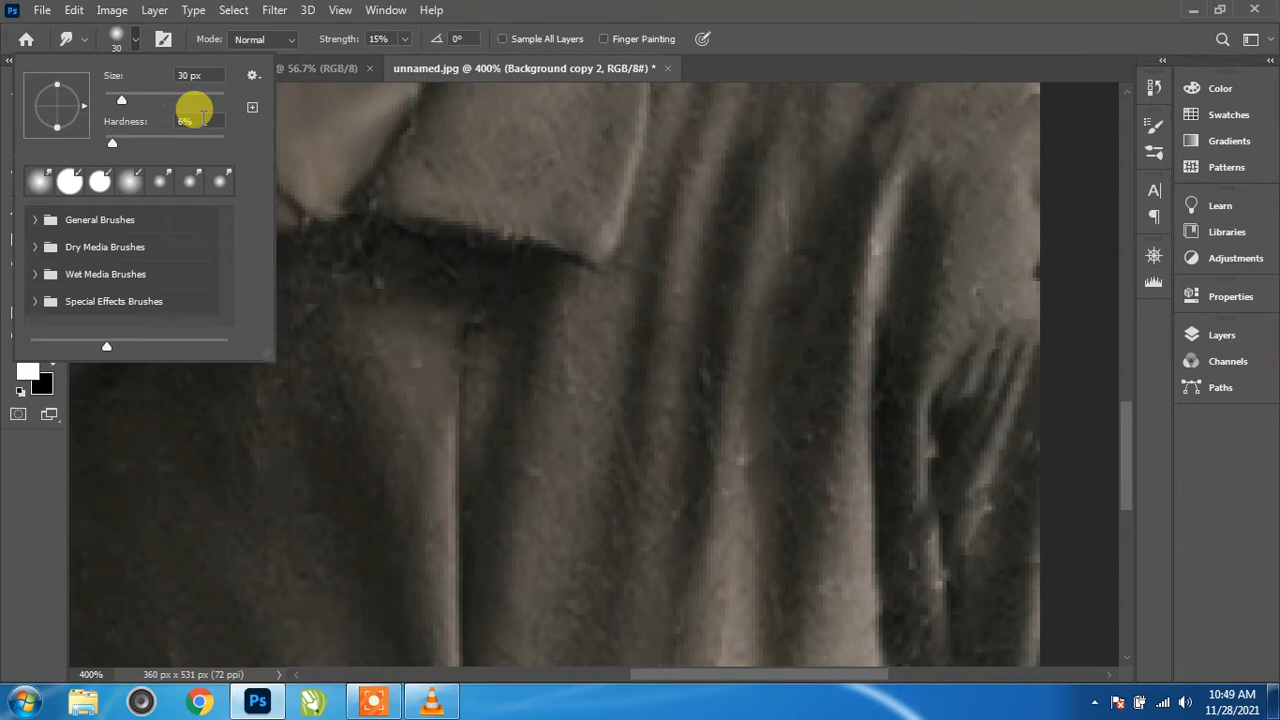 Ps File Edit Image Layer Type Select Filter 3D View Window Help
30 Mode: Normal Strength: 15% 0° Sample All Layers Finger Painting
@ 56.7% (RGB/8) × unnamed.jpg @ 400% (Background copy 2, RGB/8#) * ×
Size: 30 px
Hardness: 6%
General Brushes
Dry Media Brushes
Wet Media Brushes
Special Effects Brushes
Color
Swatches
Gradients
Patterns
Learn
Libraries
Adjustments
Properties
Layers
Channels
Paths
400% 360 px x 531 px (72 ppi)
Ps
10:49 AM
11/28/2021